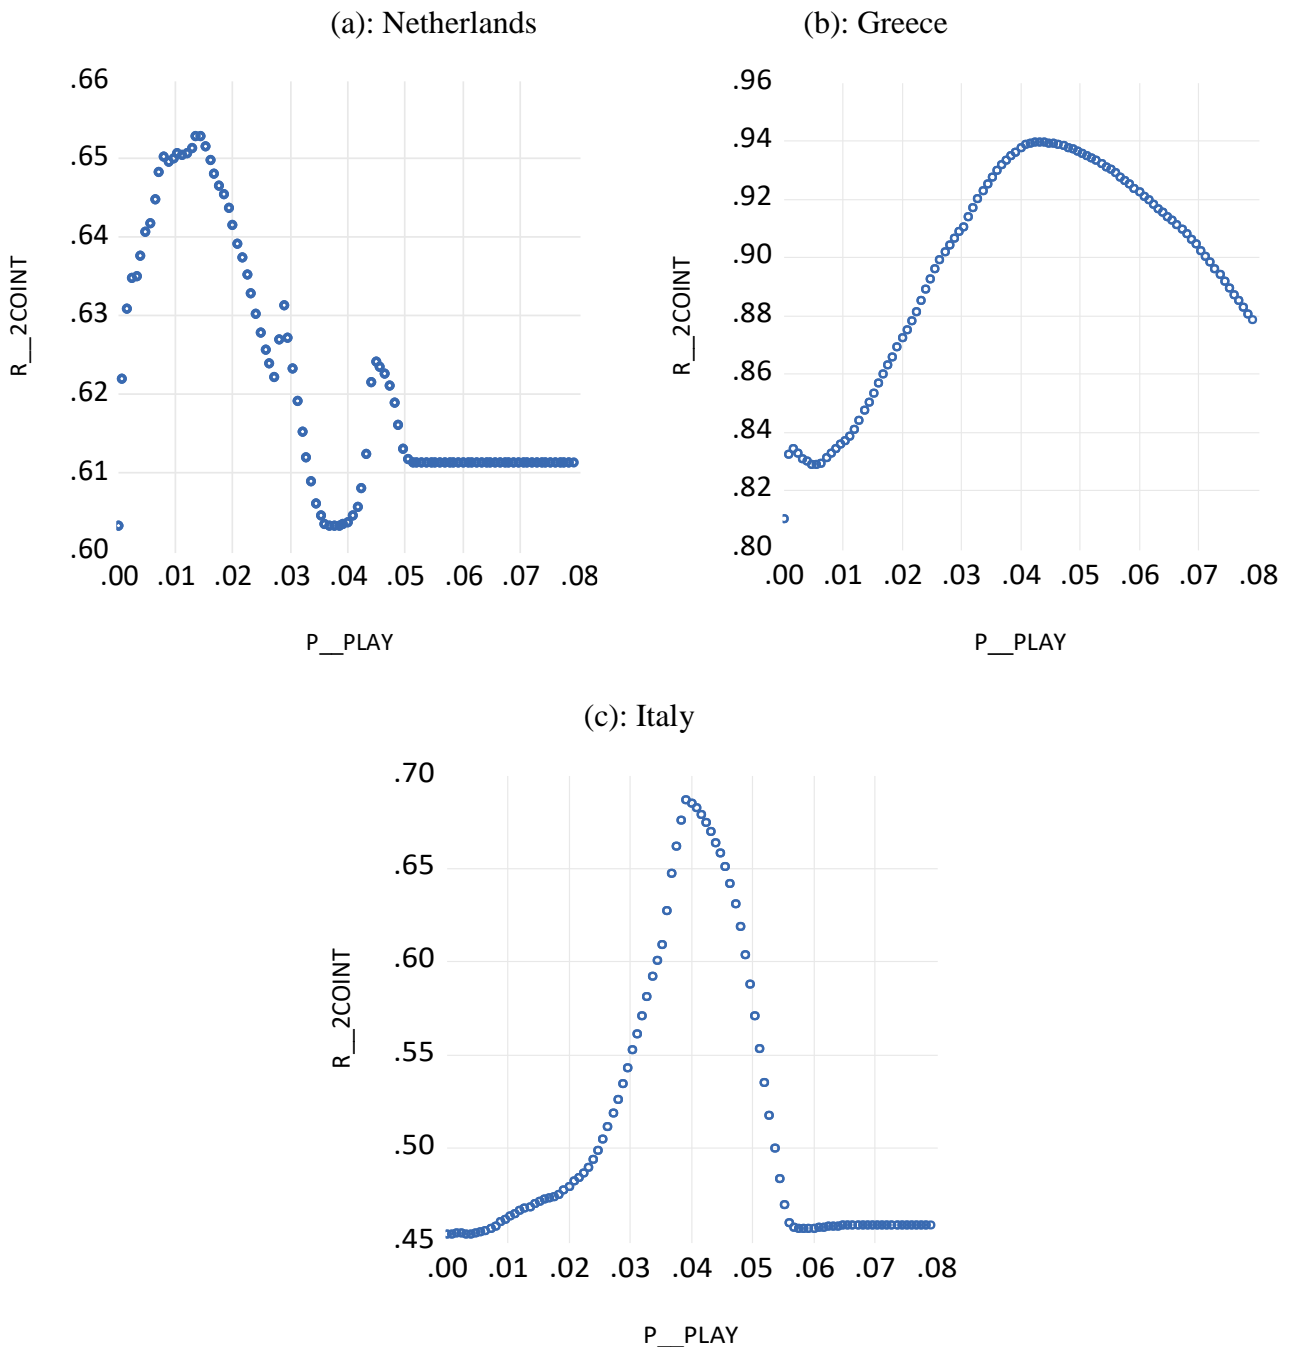 (a): Netherlands
.66
.65
.64
.63
.62
.61
.60
.00 .01 .02 .03 .04 .05 .06 .07 .08
R__2COINT
P__PLAY
(b): Greece
.96
.94
.92
.90
.88
.86
.84
.82
.80
.00 .01 .02 .03 .04 .05 .06 .07 .08
R__2COINT
P__PLAY
(c): Italy
.70
.65
.60
.55
.50
.45
.00 .01 .02 .03 .04 .05 .06 .07 .08
R__2COINT
P__PLAY